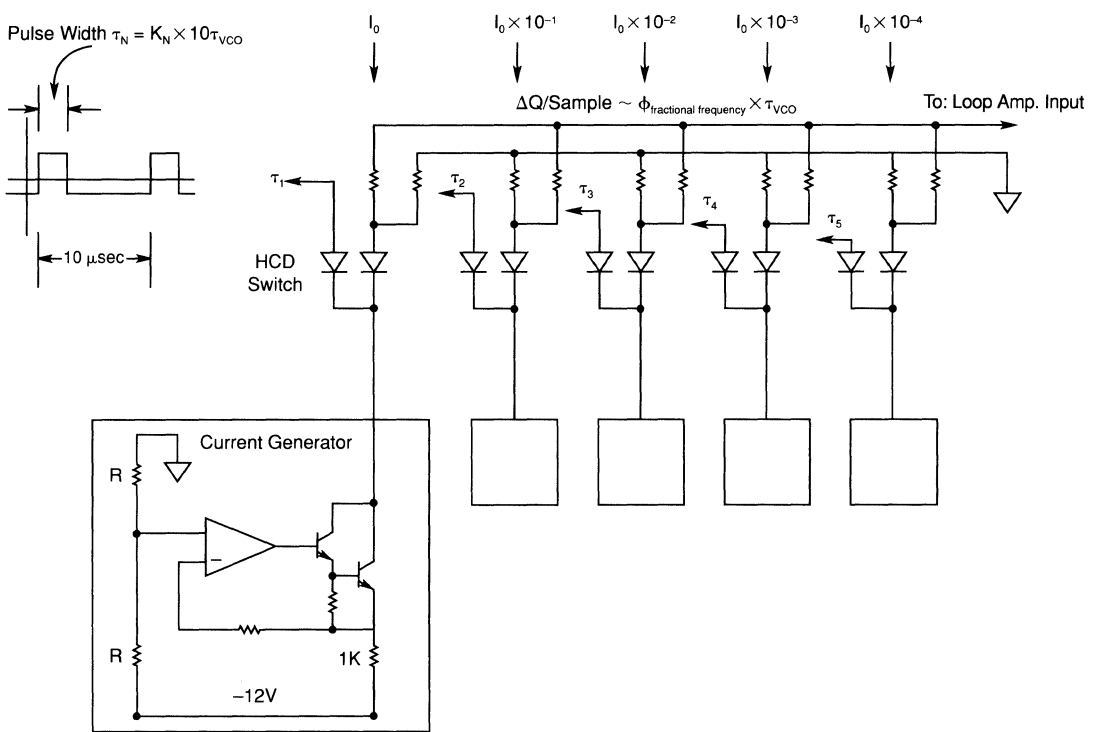 Pulse Width τN = KN × 10τVCO
I0
I0 × 10-1
I0 × 10-2
I0 × 10-3
I0 × 10-4
ΔQ/Sample ~ ϕfractional frequency × τVCO
To: Loop Amp. Input
τ1
τ2
τ3
τ4
τ5
10 μsec
HCD
Switch
Current Generator
R
−
R
1K
−12V